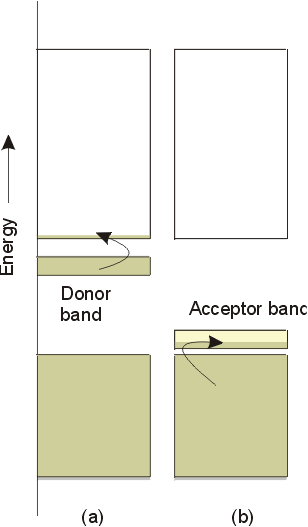 Energy
Donor
band
Acceptor band
(a)
(b)